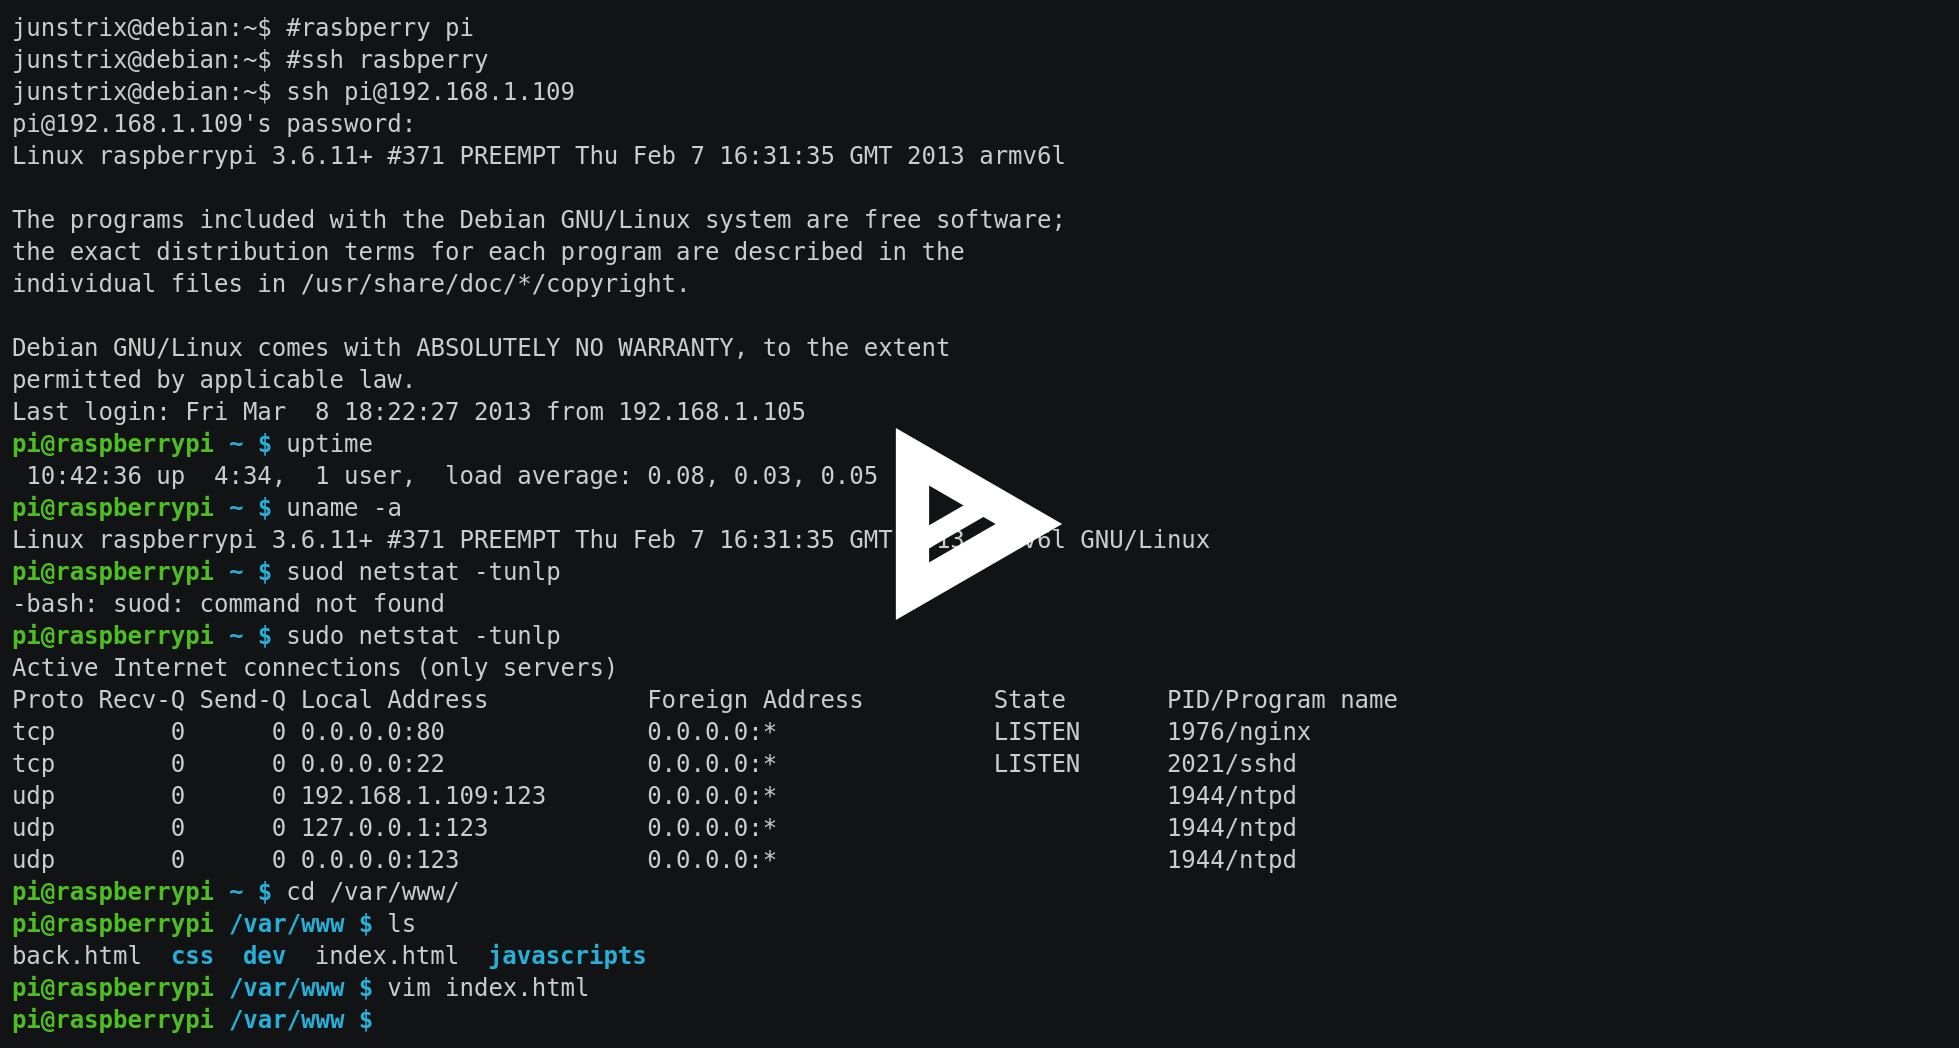 junstrix@debian:~$ #rasbperry pi
junstrix@debian:~$ #ssh rasbperry
junstrix@debian:~$ ssh pi@192.168.1.109
pi@192.168.1.109's password:
Linux raspberrypi 3.6.11+ #371 PREEMPT Thu Feb 7 16:31:35 GMT 2013 armv6l

The programs included with the Debian GNU/Linux system are free software;
the exact distribution terms for each program are described in the
individual files in /usr/share/doc/*/copyright.

Debian GNU/Linux comes with ABSOLUTELY NO WARRANTY, to the extent
permitted by applicable law.
Last login: Fri Mar  8 18:22:27 2013 from 192.168.1.105
pi@raspberrypi ~ $ uptime
 10:42:36 up  4:34,  1 user,  load average: 0.08, 0.03, 0.05
pi@raspberrypi ~ $ uname -a
Linux raspberrypi 3.6.11+ #371 PREEMPT Thu Feb 7 16:31:35 GMT GNU/Linux
pi@raspberrypi ~ $ suod netstat -tunlp
-bash: suod: command not found
pi@raspberrypi ~ $ sudo netstat -tunlp
Active Internet connections (only servers)
Proto Recv-Q Send-Q Local Address           Foreign Address         State       PID/Program name
tcp        0      0 0.0.0.0:80              0.0.0.0:*               LISTEN      1976/nginx
tcp        0      0 0.0.0.0:22              0.0.0.0:*               LISTEN      2021/sshd
udp        0      0 192.168.1.109:123       0.0.0.0:*                           1944/ntpd
udp        0      0 127.0.0.1:123           0.0.0.0:*                           1944/ntpd
udp        0      0 0.0.0.0:123             0.0.0.0:*                           1944/ntpd
pi@raspberrypi ~ $ cd /var/www/
pi@raspberrypi /var/www $ ls
back.html  css  dev  index.html  javascripts
pi@raspberrypi /var/www $ vim index.html
pi@raspberrypi /var/www $